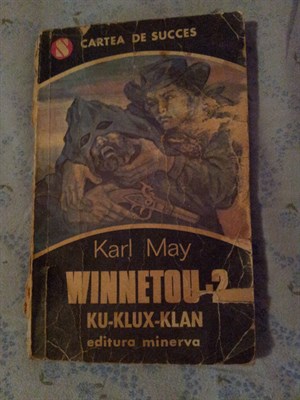 S
CARTEA DE SUCCES
Karl May
WINNETOU-2
KU-KLUX-KLAN
editura minerva